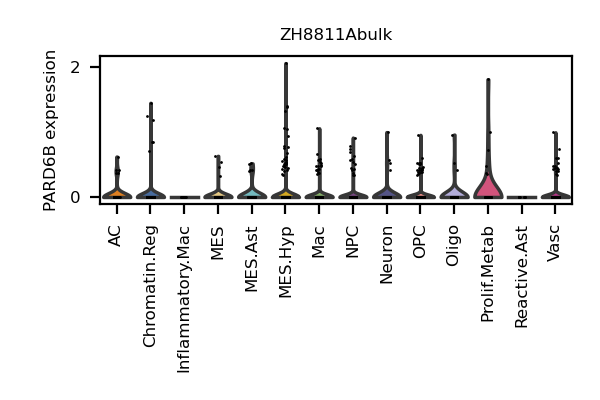 ZH8811Abulk
PARD6B expression
2
0
AC
Chromatin.Reg
Inflammatory.Mac
MES
MES.Ast
MES.Hyp
Mac
NPC
Neuron
OPC
Oligo
Prolif.Metab
Reactive.Ast
Vasc